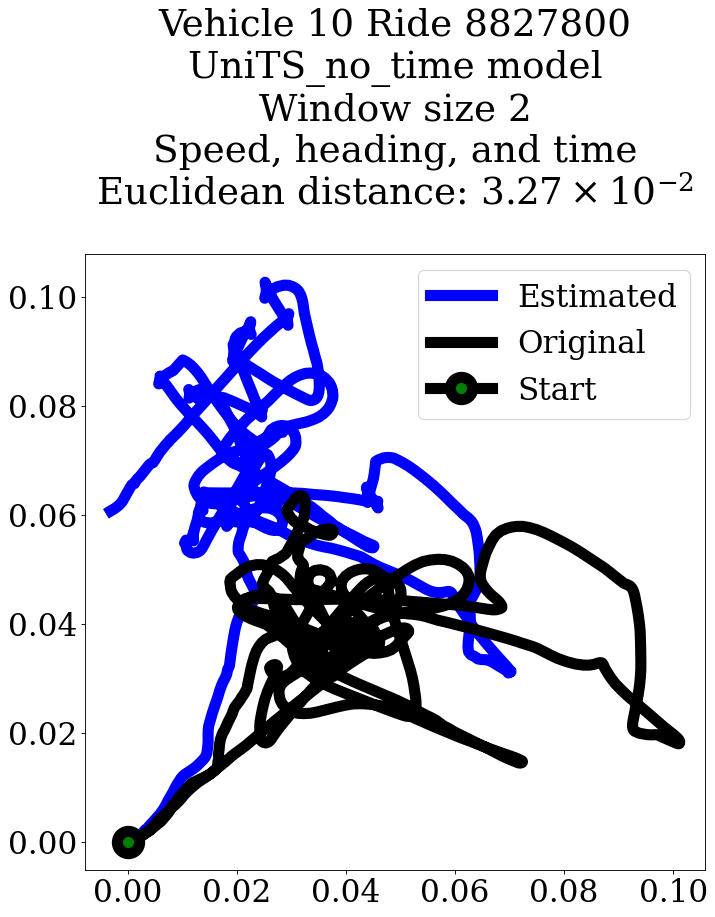 Vehicle 10 Ride 8827800
UniTS_no_time model
Window size 2
Speed, heading, and time
Euclidean distance: 3.27 × 10⁻²
Estimated
Original
Start
0.10
0.08
0.06
0.04
0.02
0.00
0.00 0.02 0.04 0.06 0.08 0.10